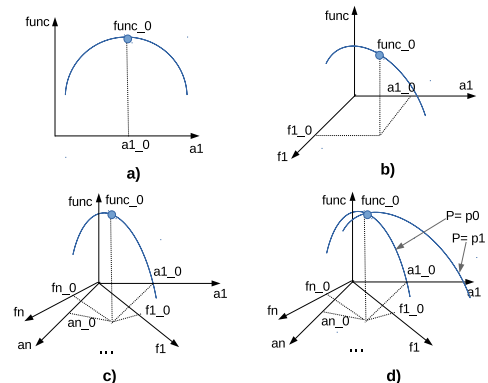 func
func_0
a1_0
a1
a)
func
func_0
a1_0
a1
f1_0
f1
b)
func
func_0
a1_0
a1
fn_0
fn
an_0
an
f1_0
f1
...
c)
func
func_0
P= p0
P= p1
a1_0
a1
fn_0
fn
an_0
an
f1_0
f1
...
d)